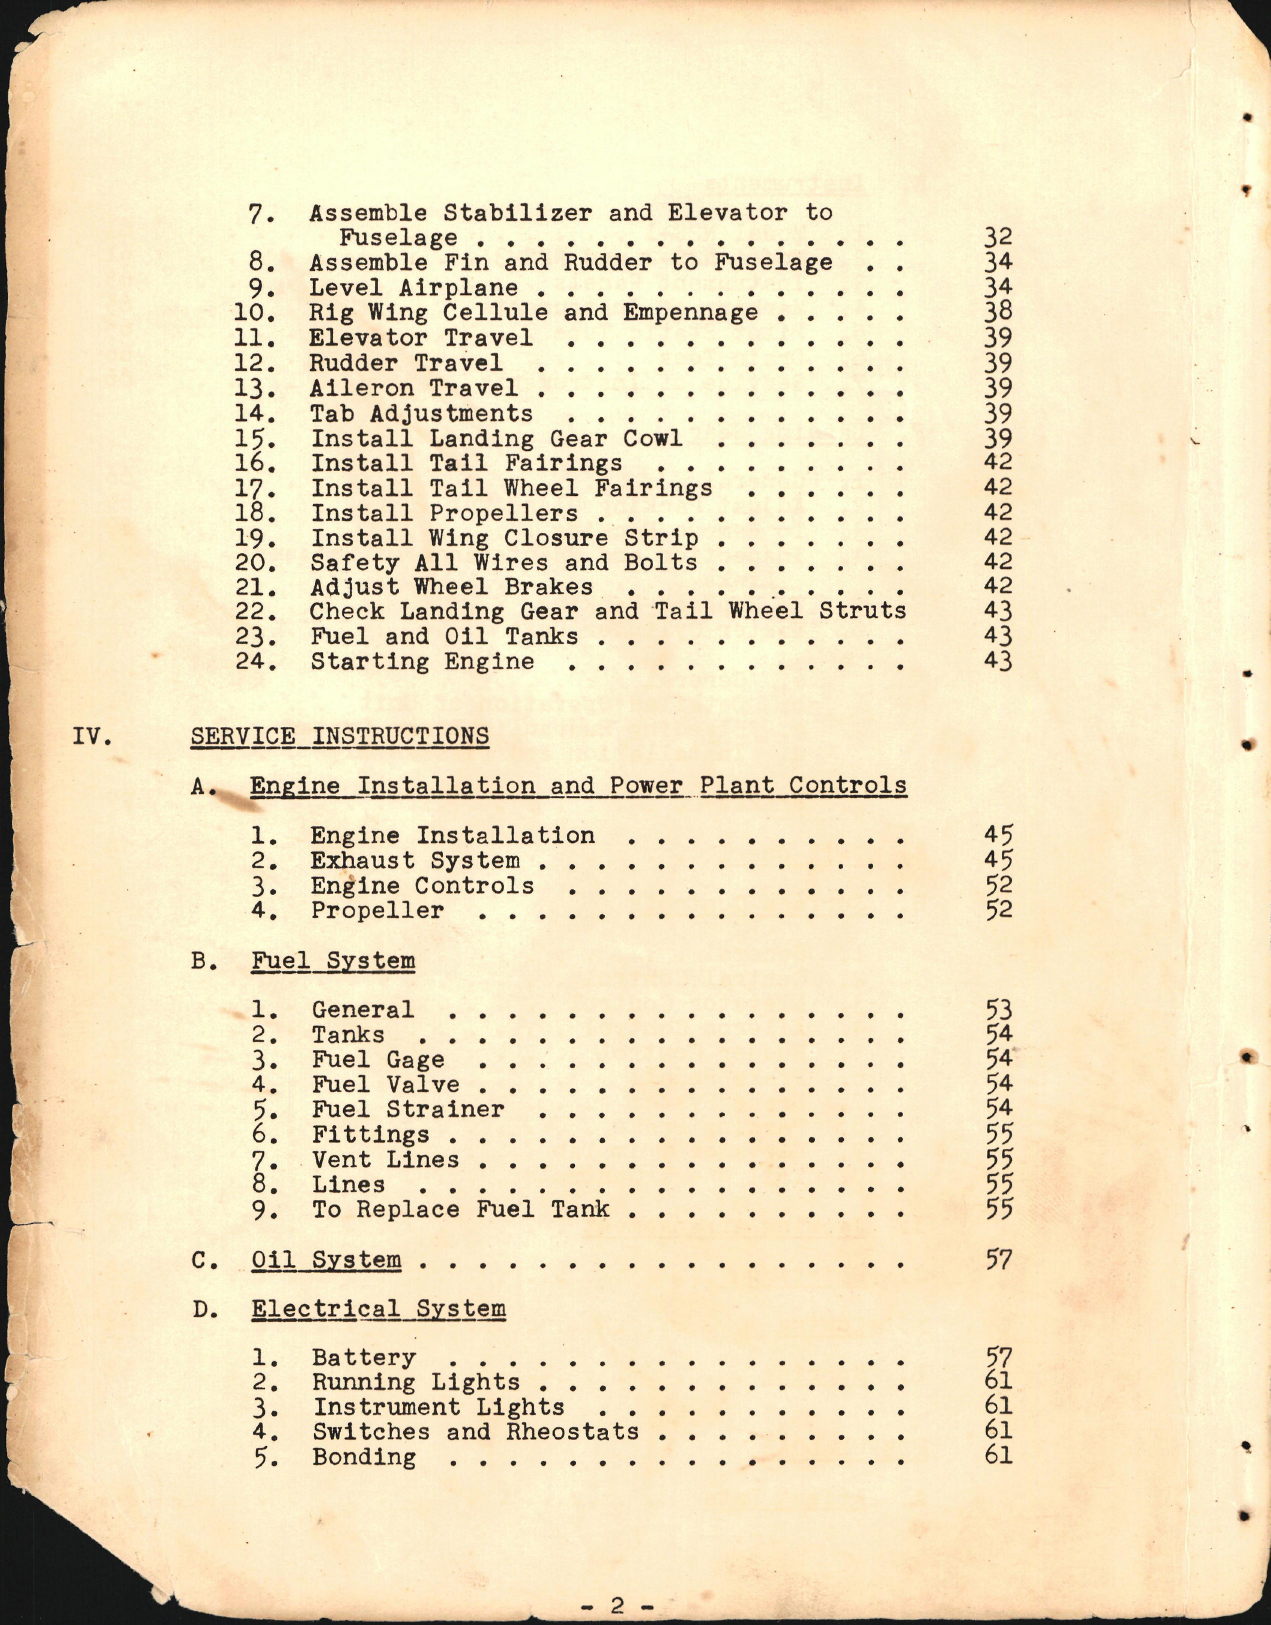 7. Assemble Stabilizer and Elevator to
Fuselage . . . . . . . . . . . . . . . 32
8. Assemble Fin and Rudder to Fuselage . . 34
9. Level Airplane . . . . . . . . . . . . . 34
10. Rig Wing Cellule and Empennage . . . . . 38
11. Elevator Travel . . . . . . . . . . . . 39
12. Rudder Travel . . . . . . . . . . . . . 39
13. Aileron Travel . . . . . . . . . . . . . 39
14. Tab Adjustments . . . . . . . . . . . . 39
15. Install Landing Gear Cowl . . . . . . . 39
16. Install Tail Fairings . . . . . . . . . 42
17. Install Tail Wheel Fairings . . . . . . 42
18. Install Propellers . . . . . . . . . . . 42
19. Install Wing Closure Strip . . . . . . . 42
20. Safety All Wires and Bolts . . . . . . . 42
21. Adjust Wheel Brakes . . . . . . . . . . 42
22. Check Landing Gear and Tail Wheel Struts 43
23. Fuel and Oil Tanks . . . . . . . . . . . 43
24. Starting Engine . . . . . . . . . . . . 43
IV. SERVICE INSTRUCTIONS
A. Engine Installation and Power Plant Controls
1. Engine Installation . . . . . . . . . . 45
2. Exhaust System . . . . . . . . . . . . . 45
3. Engine Controls . . . . . . . . . . . . 52
4. Propeller . . . . . . . . . . . . . . . 52
B. Fuel System
1. General . . . . . . . . . . . . . . . . 53
2. Tanks . . . . . . . . . . . . . . . . . 54
3. Fuel Gage . . . . . . . . . . . . . . . 54
4. Fuel Valve . . . . . . . . . . . . . . . 54
5. Fuel Strainer . . . . . . . . . . . . . 54
6. Fittings . . . . . . . . . . . . . . . . 55
7. Vent Lines . . . . . . . . . . . . . . . 55
8. Lines . . . . . . . . . . . . . . . . . 55
9. To Replace Fuel Tank . . . . . . . . . . 55
C. Oil System . . . . . . . . . . . . . . . . . 57
D. Electrical System
1. Battery . . . . . . . . . . . . . . . . 57
2. Running Lights . . . . . . . . . . . . . 61
3. Instrument Lights . . . . . . . . . . . 61
4. Switches and Rheostats . . . . . . . . . 61
5. Bonding . . . . . . . . . . . . . . . . 61
- 2 -